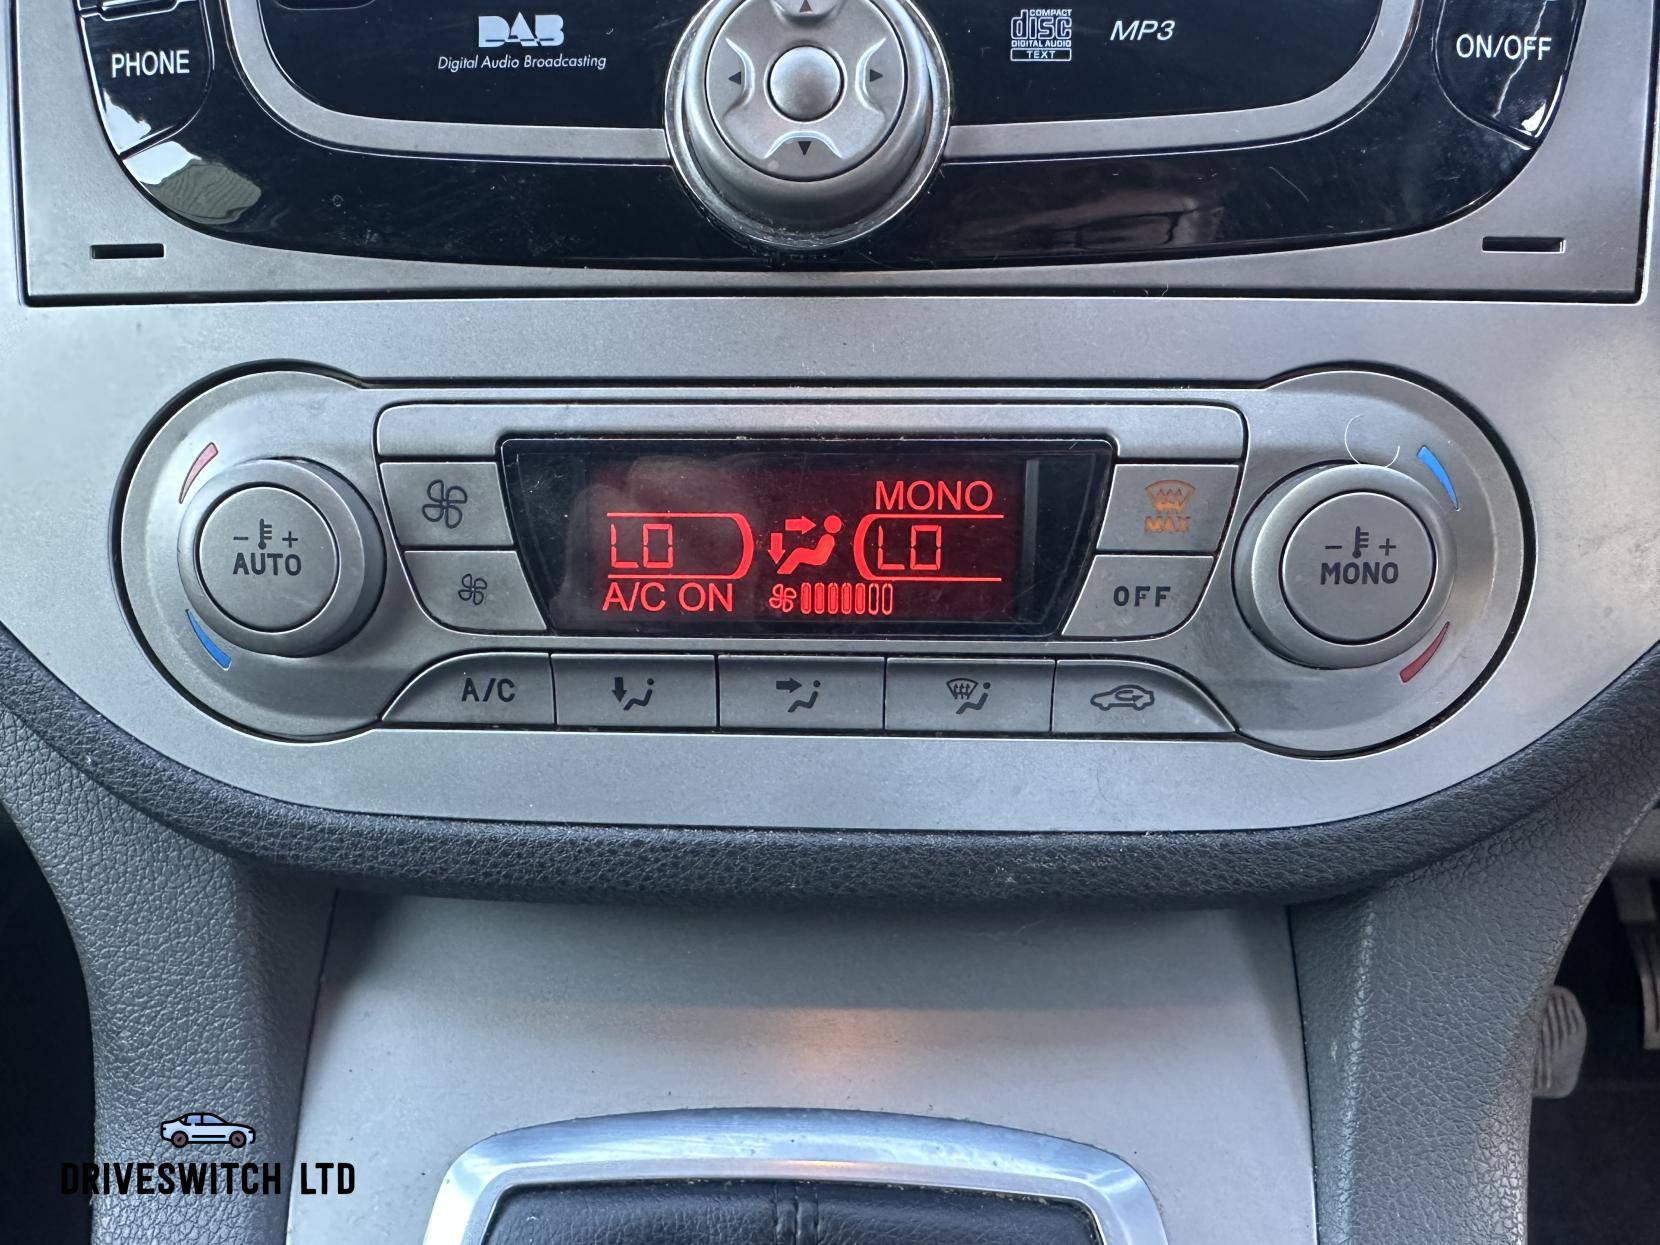 PHONE
DAB
Digital Audio Broadcasting
COMPACT
disc
DIGITAL AUDIO
TEXT
MP3
ON/OFF
MONO
LO
LO
A/C ON
- +
AUTO
MAX
OFF
- +
MONO
A/C
DRIVESWITCH LTD